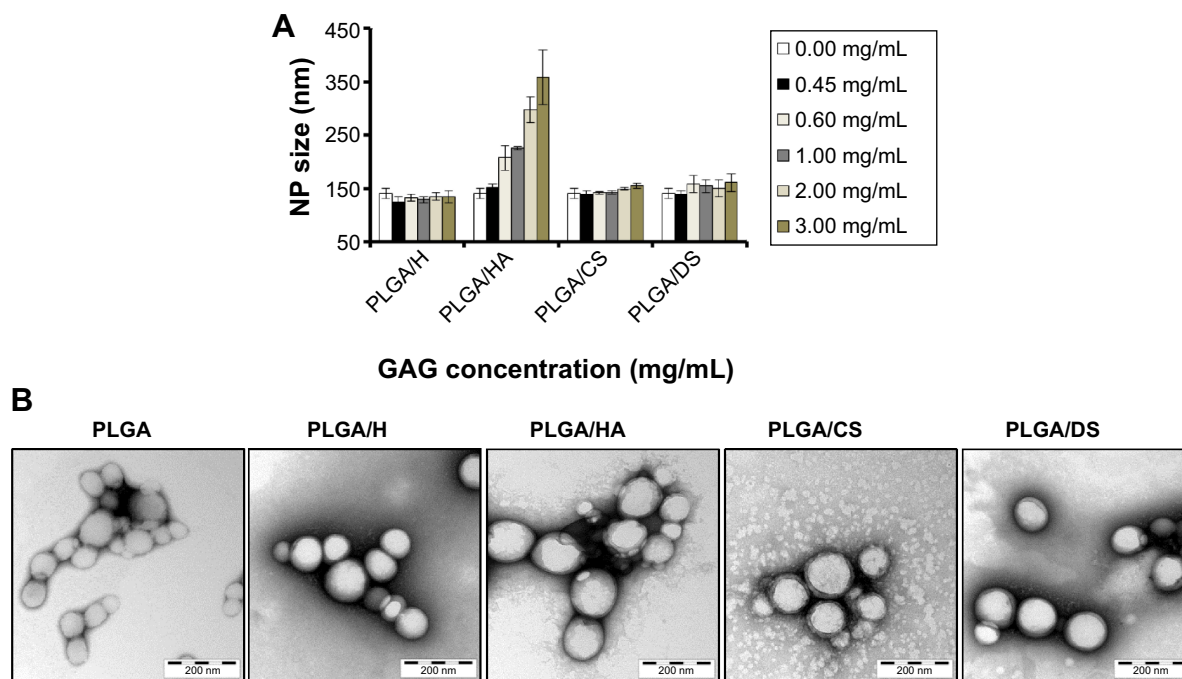 A
450
350
250
150
50
NP size (nm)
PLGA/H
PLGA/HA
PLGA/CS
PLGA/DS
GAG concentration (mg/mL)
0.00 mg/mL
0.45 mg/mL
0.60 mg/mL
1.00 mg/mL
2.00 mg/mL
3.00 mg/mL
B
PLGA
PLGA/H
PLGA/HA
PLGA/CS
PLGA/DS
200 nm
200 nm
200 nm
200 nm
200 nm